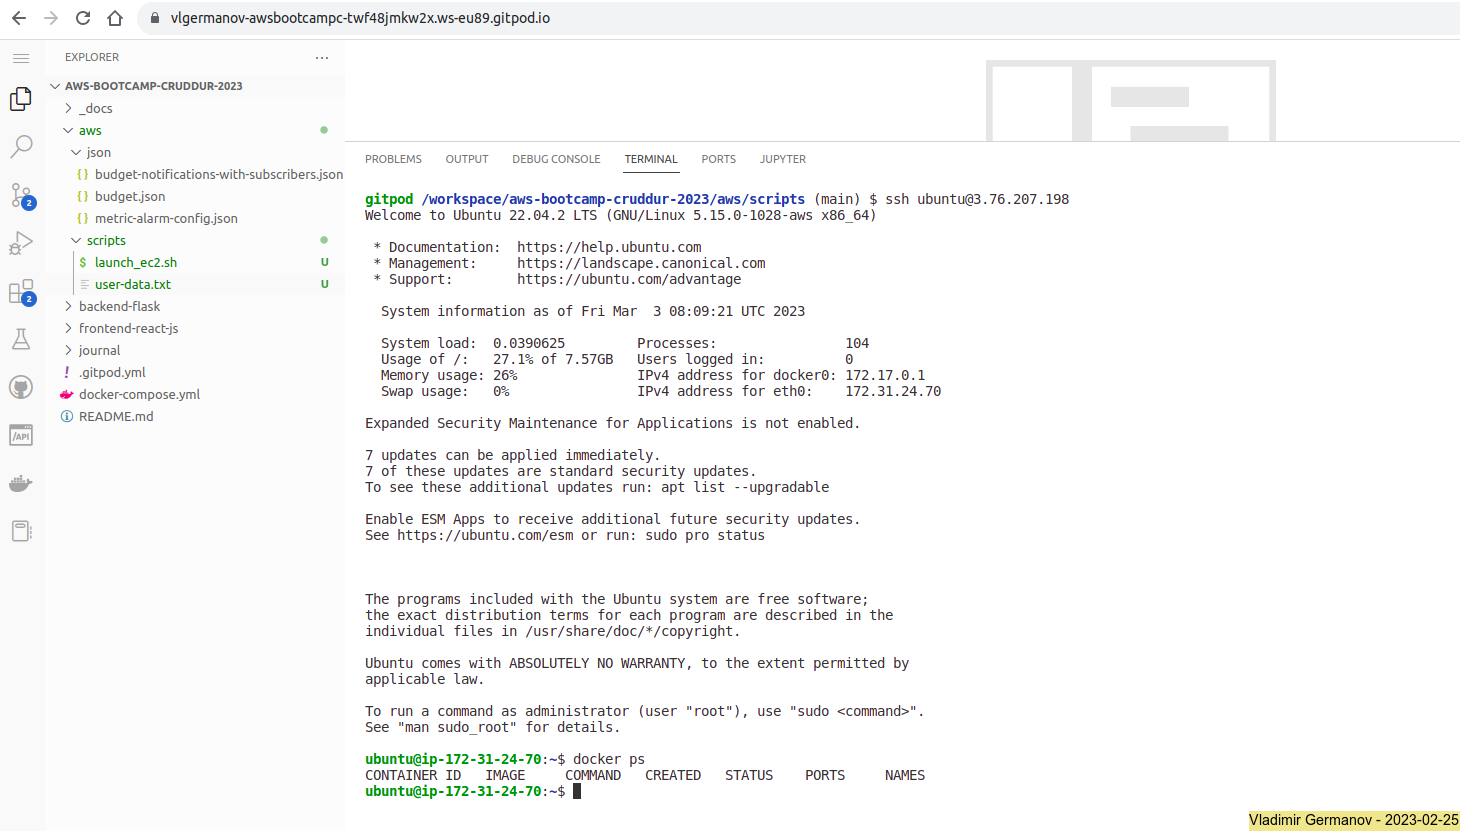 vlgermanov-awsbootcampc-twf48jmkw2x.ws-eu89.gitpod.io
EXPLORER
AWS-BOOTCAMP-CRUDDUR-2023
_docs
aws
json
{ } budget-notifications-with-subscribers.json
{ } budget.json
{ } metric-alarm-config.json
scripts
$ launch_ec2.sh U
user-data.txt U
backend-flask
frontend-react-js
journal
! .gitpod.yml
docker-compose.yml
README.md
2
2
/API
PROBLEMS OUTPUT DEBUG CONSOLE TERMINAL PORTS JUPYTER
gitpod /workspace/aws-bootcamp-cruddur-2023/aws/scripts (main) $ ssh ubuntu@3.76.207.198
Welcome to Ubuntu 22.04.2 LTS (GNU/Linux 5.15.0-1028-aws x86_64)
* Documentation: https://help.ubuntu.com
* Management: https://landscape.canonical.com
* Support: https://ubuntu.com/advantage
System information as of Fri Mar 3 08:09:21 UTC 2023
System load: 0.0390625 Processes: 104
Usage of /: 27.1% of 7.57GB Users logged in: 0
Memory usage: 26% IPv4 address for docker0: 172.17.0.1
Swap usage: 0% IPv4 address for eth0: 172.31.24.70
Expanded Security Maintenance for Applications is not enabled.
7 updates can be applied immediately.
7 of these updates are standard security updates.
To see these additional updates run: apt list --upgradable
Enable ESM Apps to receive additional future security updates.
See https://ubuntu.com/esm or run: sudo pro status
The programs included with the Ubuntu system are free software;
the exact distribution terms for each program are described in the
individual files in /usr/share/doc/*/copyright.
Ubuntu comes with ABSOLUTELY NO WARRANTY, to the extent permitted by
applicable law.
To run a command as administrator (user "root"), use "sudo <command>".
See "man sudo_root" for details.
ubuntu@ip-172-31-24-70:~$ docker ps
CONTAINER ID IMAGE COMMAND CREATED STATUS PORTS NAMES
ubuntu@ip-172-31-24-70:~$
Vladimir Germanov - 2023-02-25